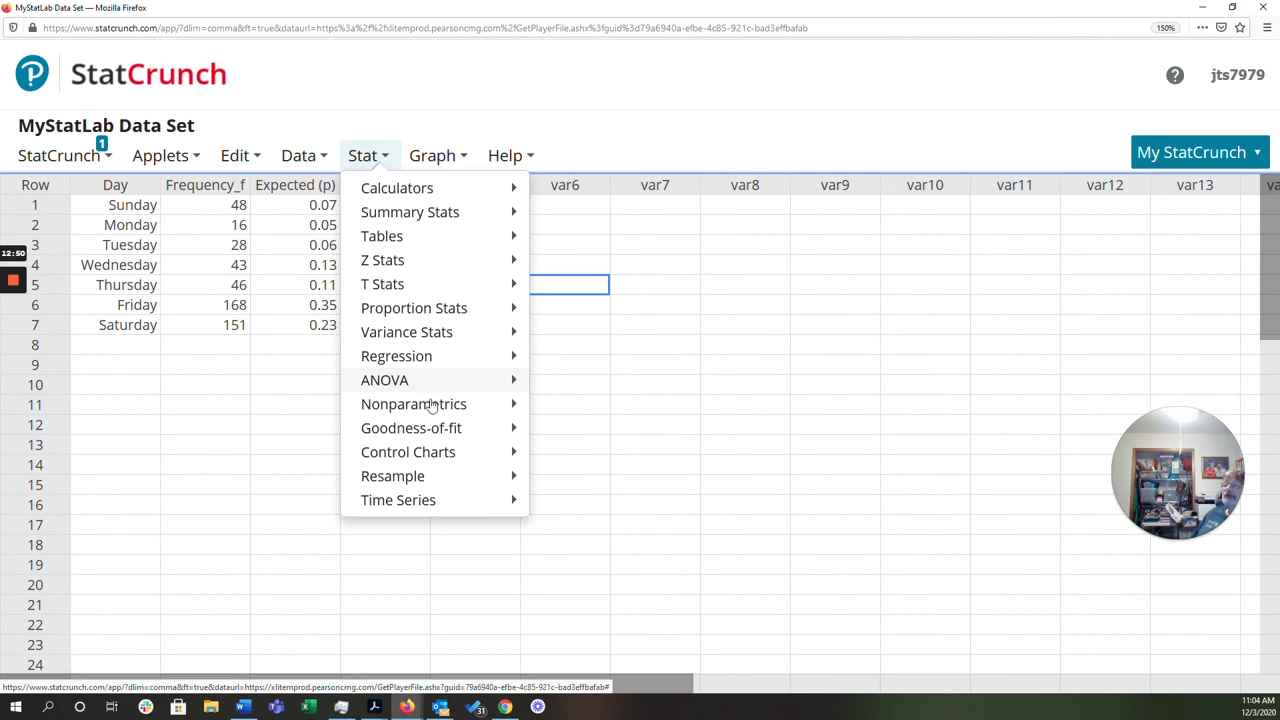 MyStatLab Data Set — Mozilla Firefox
https://www.statcrunch.com/app/?dlim=comma&ft=true&dataurl=https%3a%2f%2fxlitemprod.pearsoncmg.com%2fGetPlayerFile.ashx%3fguid%3d79a6940a-efbe-4c85-921c-bad3effbafab 150%
P StatCrunch ? jts7979
MyStatLab Data Set
1
StatCrunch Applets Edit Data Stat Graph Help My StatCrunch
Row Day Frequency_f Expected (p) var6 var7 var8 var9 var10 var11 var12 var13 va
1 Sunday 48 0.07
2 Monday 16 0.05
3 Tuesday 28 0.06
4 Wednesday 43 0.13
5 Thursday 46 0.11
6 Friday 168 0.35
7 Saturday 151 0.23
8
9
10
11
12
13
14
15
16
17
18
19
20
21
22
23
24
12:50
Calculators
Summary Stats
Tables
Z Stats
T Stats
Proportion Stats
Variance Stats
Regression
ANOVA
Nonparametrics
Goodness-of-fit
Control Charts
Resample
Time Series
https://www.statcrunch.com/app/?dlim=comma&ft=true&dataurl=https://xlitemprod.pearsoncmg.com/GetPlayerFile.ashx?guid=79a6940a-efbe-4c85-921c-bad3effbafab#
31
11:04 AM
12/3/2020